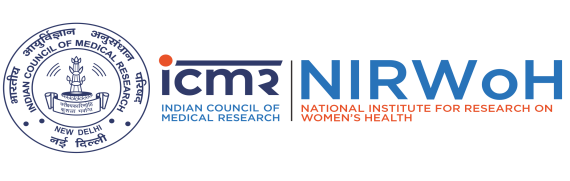 भारतीय आयुर्विज्ञान अनुसंधान परिषद
INDIAN COUNCIL OF MEDICAL RESEARCH
NEW DELHI
नई दिल्ली
icmr
INDIAN COUNCIL OF
MEDICAL RESEARCH
NIRWoH
NATIONAL INSTITUTE FOR RESEARCH ON
WOMEN'S HEALTH